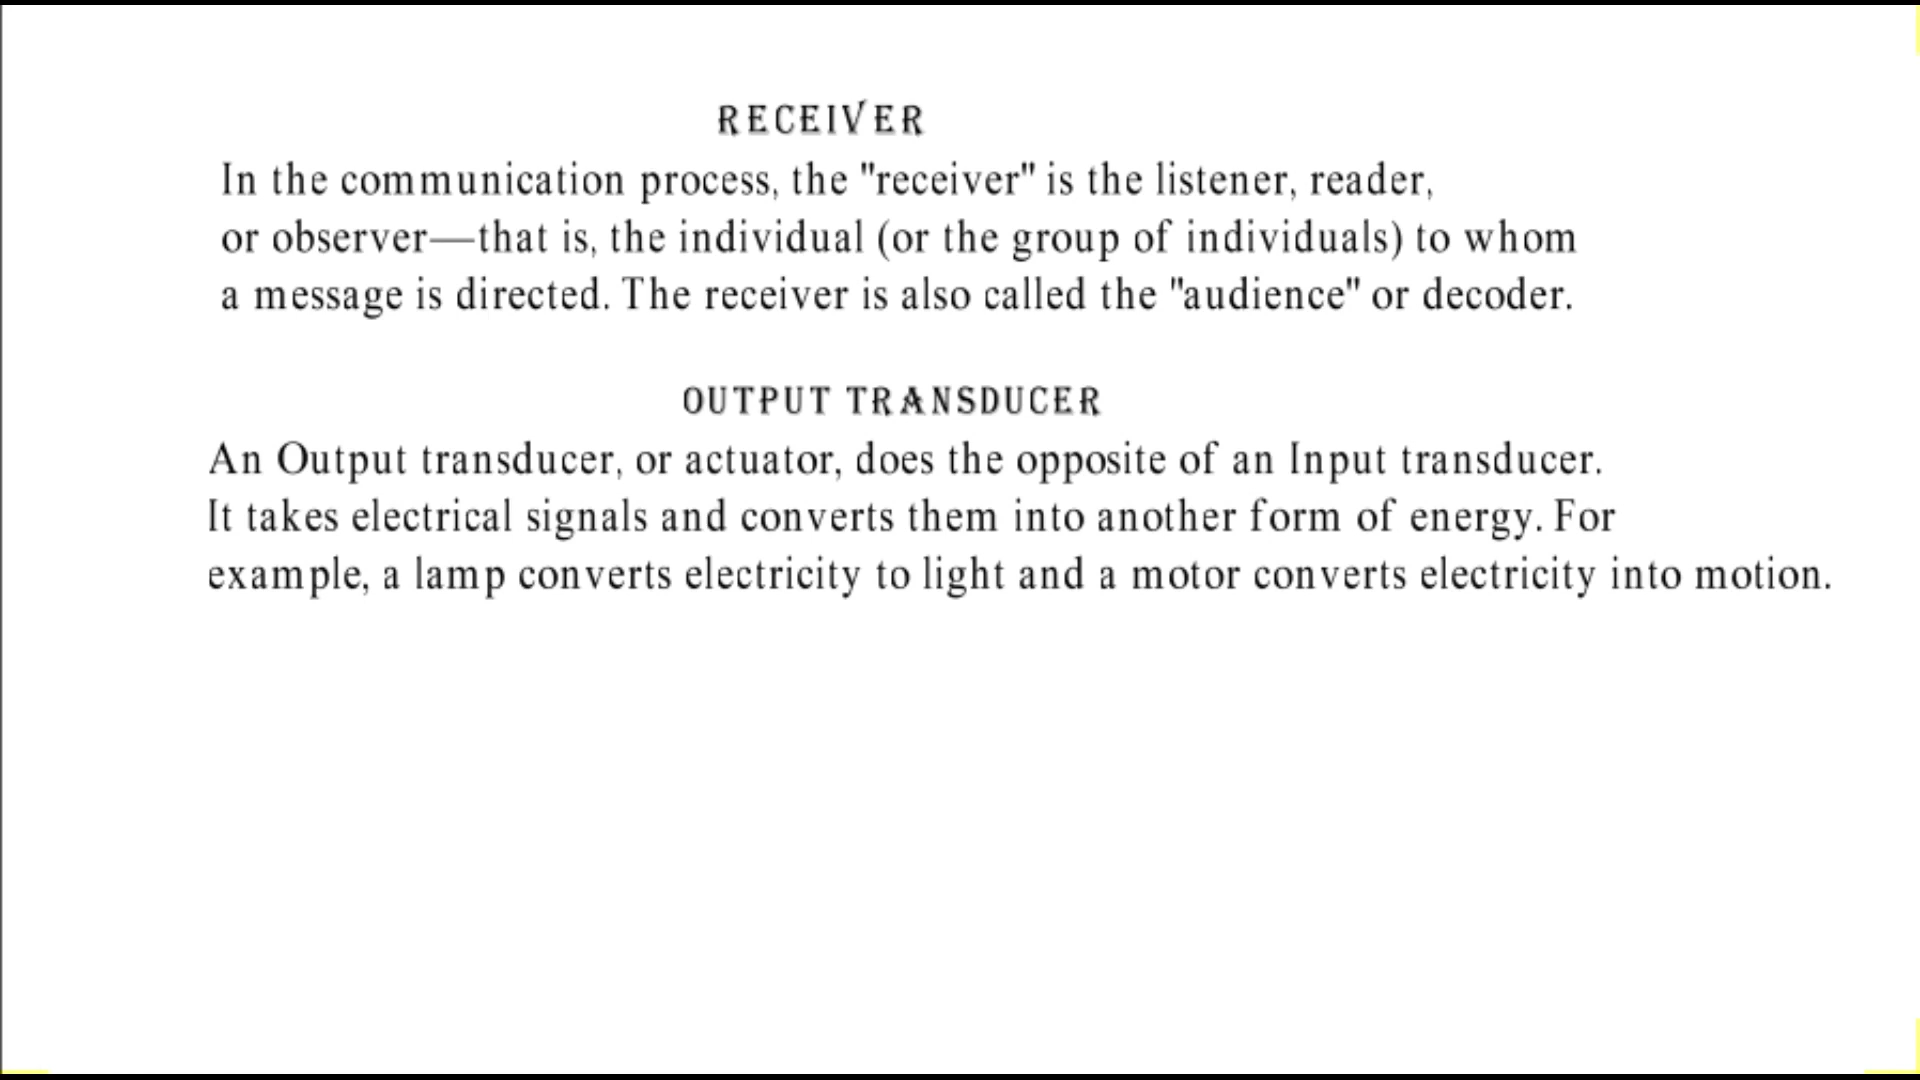 RECEIVER
In the communication process, the "receiver" is the listener, reader,
or observer—that is, the individual (or the group of individuals) to whom
a message is directed. The receiver is also called the "audience" or decoder.
OUTPUT TRANSDUCER
An Output transducer, or actuator, does the opposite of an Input transducer.
It takes electrical signals and converts them into another form of energy. For
example, a lamp converts electricity to light and a motor converts electricity into motion.